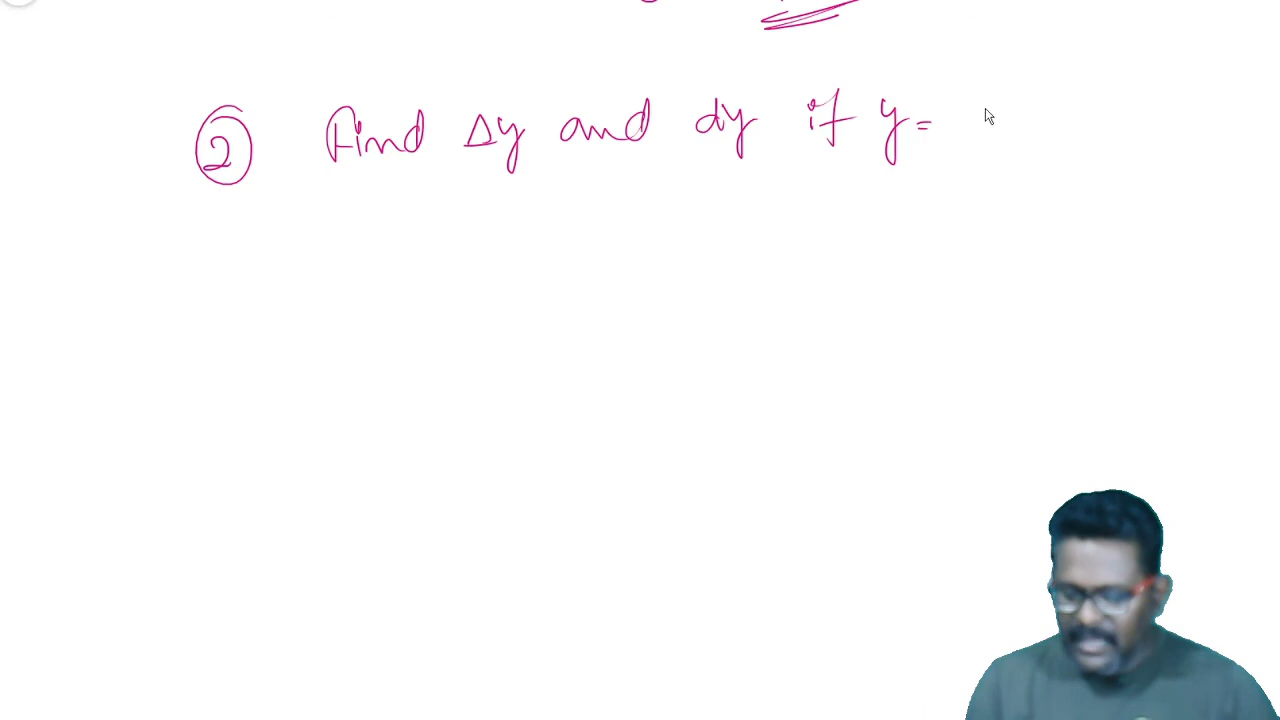 ② Find Δy and dy if y =